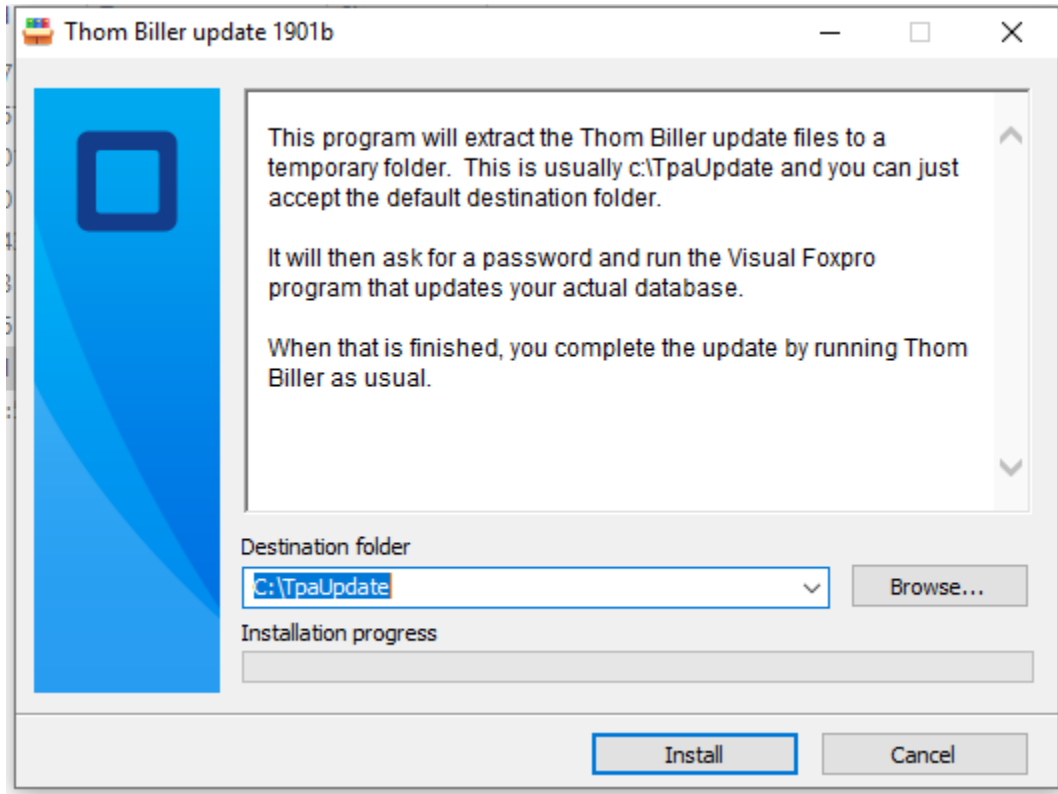 Thom Biller update 1901b
This program will extract the Thom Biller update files to a
temporary folder.  This is usually c:\TpaUpdate and you can just
accept the default destination folder.
It will then ask for a password and run the Visual Foxpro
program that updates your actual database.
When that is finished, you complete the update by running Thom
Biller as usual.
Destination folder
C:\TpaUpdate
Browse...
Installation progress
Install
Cancel